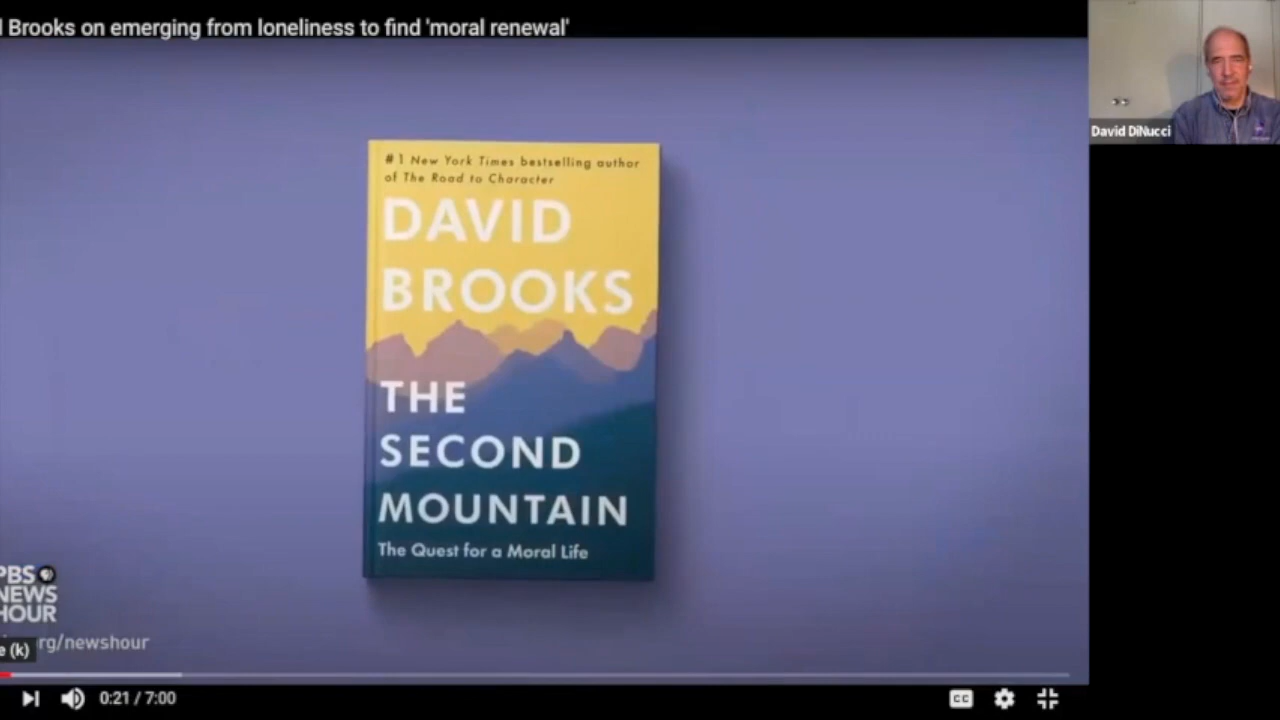 Brooks on emerging from loneliness to find 'moral renewal'
David DiNucci
#1 New York Times bestselling author
of The Road to Character
DAVID
BROOKS
THE
SECOND
MOUNTAIN
The Quest for a Moral Life
PBS
NEWS
HOUR
rg/newshour
e (k)
0:21 / 7:00
CC